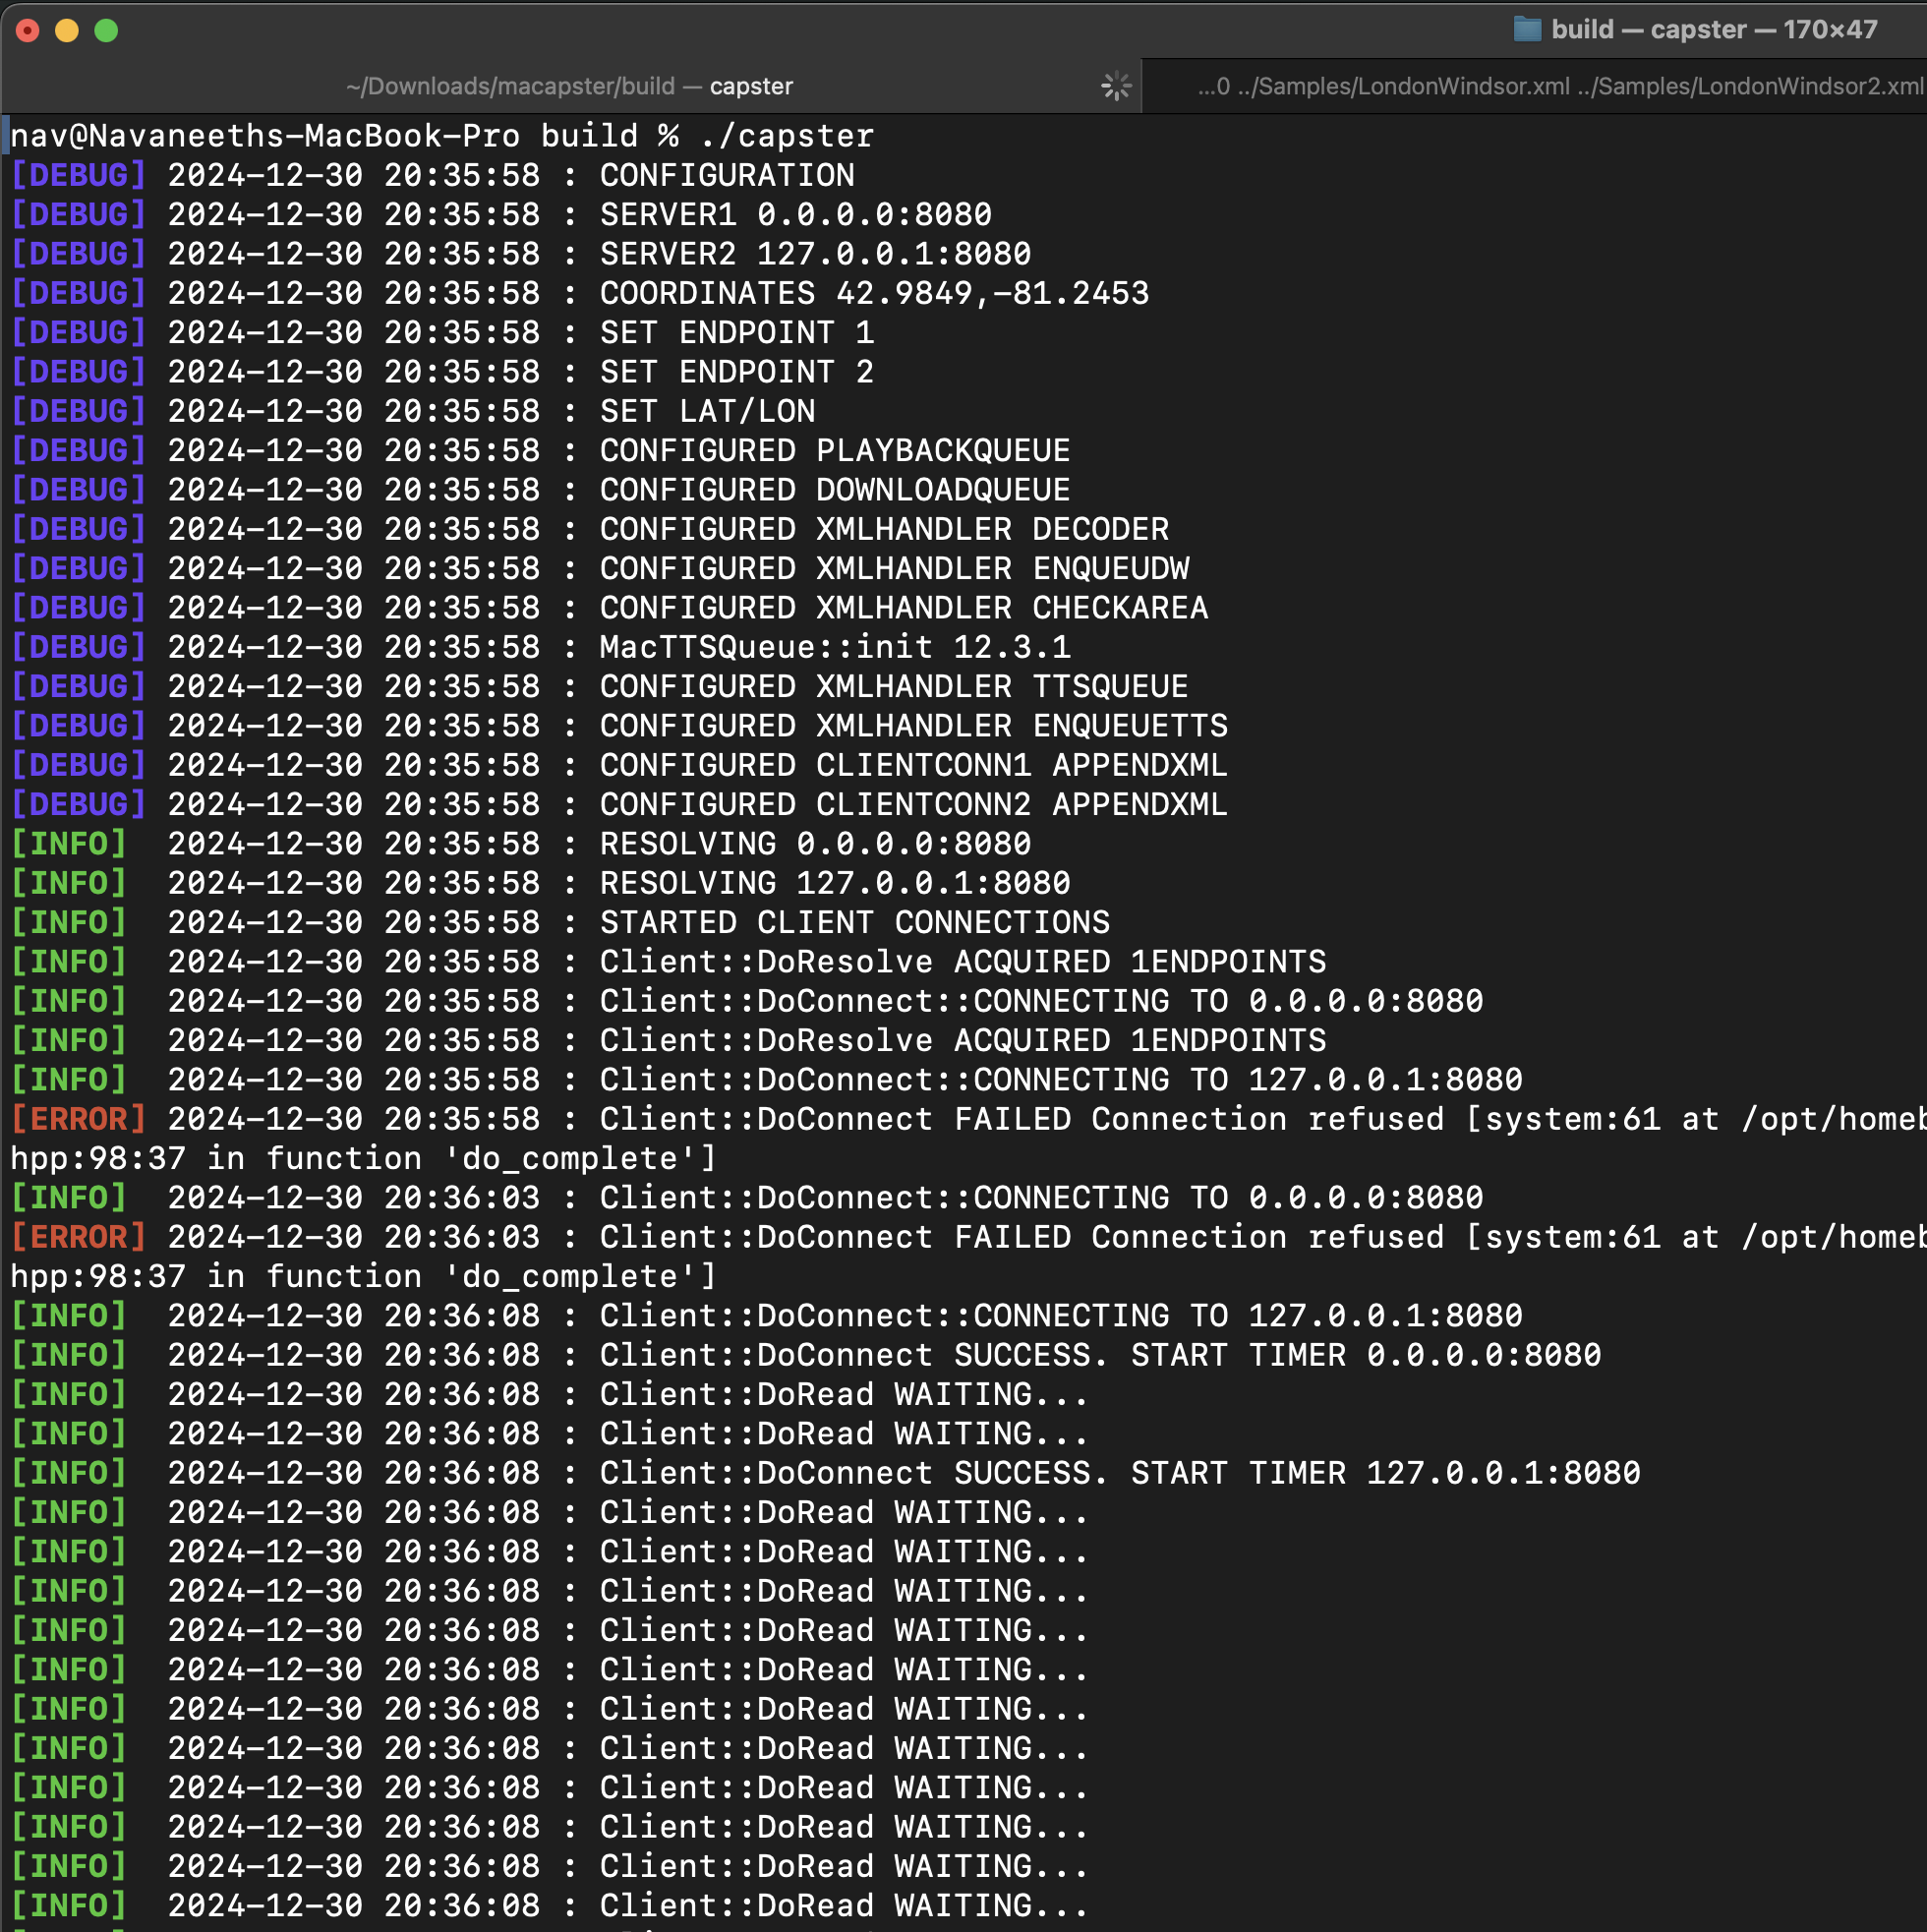 build — capster — 170×47
~/Downloads/macapster/build — capster
...0 ../Samples/LondonWindsor.xml ../Samples/LondonWindsor2.xml
nav@Navaneeths-MacBook-Pro build % ./capster
[DEBUG] 2024-12-30 20:35:58 : CONFIGURATION
[DEBUG] 2024-12-30 20:35:58 : SERVER1 0.0.0.0:8080
[DEBUG] 2024-12-30 20:35:58 : SERVER2 127.0.0.1:8080
[DEBUG] 2024-12-30 20:35:58 : COORDINATES 42.9849,-81.2453
[DEBUG] 2024-12-30 20:35:58 : SET ENDPOINT 1
[DEBUG] 2024-12-30 20:35:58 : SET ENDPOINT 2
[DEBUG] 2024-12-30 20:35:58 : SET LAT/LON
[DEBUG] 2024-12-30 20:35:58 : CONFIGURED PLAYBACKQUEUE
[DEBUG] 2024-12-30 20:35:58 : CONFIGURED DOWNLOADQUEUE
[DEBUG] 2024-12-30 20:35:58 : CONFIGURED XMLHANDLER DECODER
[DEBUG] 2024-12-30 20:35:58 : CONFIGURED XMLHANDLER ENQUEUDW
[DEBUG] 2024-12-30 20:35:58 : CONFIGURED XMLHANDLER CHECKAREA
[DEBUG] 2024-12-30 20:35:58 : MacTTSQueue::init 12.3.1
[DEBUG] 2024-12-30 20:35:58 : CONFIGURED XMLHANDLER TTSQUEUE
[DEBUG] 2024-12-30 20:35:58 : CONFIGURED XMLHANDLER ENQUEUETTS
[DEBUG] 2024-12-30 20:35:58 : CONFIGURED CLIENTCONN1 APPENDXML
[DEBUG] 2024-12-30 20:35:58 : CONFIGURED CLIENTCONN2 APPENDXML
[INFO]  2024-12-30 20:35:58 : RESOLVING 0.0.0.0:8080
[INFO]  2024-12-30 20:35:58 : RESOLVING 127.0.0.1:8080
[INFO]  2024-12-30 20:35:58 : STARTED CLIENT CONNECTIONS
[INFO]  2024-12-30 20:35:58 : Client::DoResolve ACQUIRED 1ENDPOINTS
[INFO]  2024-12-30 20:35:58 : Client::DoConnect::CONNECTING TO 0.0.0.0:8080
[INFO]  2024-12-30 20:35:58 : Client::DoResolve ACQUIRED 1ENDPOINTS
[INFO]  2024-12-30 20:35:58 : Client::DoConnect::CONNECTING TO 127.0.0.1:8080
[ERROR] 2024-12-30 20:35:58 : Client::DoConnect FAILED Connection refused [system:61 at /opt/homeb
hpp:98:37 in function 'do_complete']
[INFO]  2024-12-30 20:36:03 : Client::DoConnect::CONNECTING TO 0.0.0.0:8080
[ERROR] 2024-12-30 20:36:03 : Client::DoConnect FAILED Connection refused [system:61 at /opt/homeb
hpp:98:37 in function 'do_complete']
[INFO]  2024-12-30 20:36:08 : Client::DoConnect::CONNECTING TO 127.0.0.1:8080
[INFO]  2024-12-30 20:36:08 : Client::DoConnect SUCCESS. START TIMER 0.0.0.0:8080
[INFO]  2024-12-30 20:36:08 : Client::DoRead WAITING...
[INFO]  2024-12-30 20:36:08 : Client::DoRead WAITING...
[INFO]  2024-12-30 20:36:08 : Client::DoConnect SUCCESS. START TIMER 127.0.0.1:8080
[INFO]  2024-12-30 20:36:08 : Client::DoRead WAITING...
[INFO]  2024-12-30 20:36:08 : Client::DoRead WAITING...
[INFO]  2024-12-30 20:36:08 : Client::DoRead WAITING...
[INFO]  2024-12-30 20:36:08 : Client::DoRead WAITING...
[INFO]  2024-12-30 20:36:08 : Client::DoRead WAITING...
[INFO]  2024-12-30 20:36:08 : Client::DoRead WAITING...
[INFO]  2024-12-30 20:36:08 : Client::DoRead WAITING...
[INFO]  2024-12-30 20:36:08 : Client::DoRead WAITING...
[INFO]  2024-12-30 20:36:08 : Client::DoRead WAITING...
[INFO]  2024-12-30 20:36:08 : Client::DoRead WAITING...
[INFO]  2024-12-30 20:36:08 : Client::DoRead WAITING...